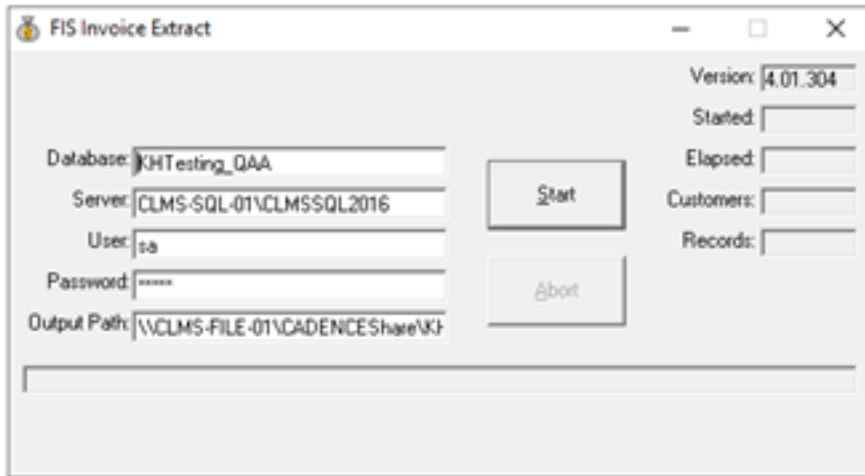 FIS Invoice Extract
Version: 4.01.304
Started:
Database: KHTesting_QAA
Elapsed:
Server: CLMS-SQL-01\CLMSSQL2016
Start
Customers:
User: sa
Records:
Password: -----
Abort
Output Path: \\CLMS-FILE-01\CADENCEShare\KH